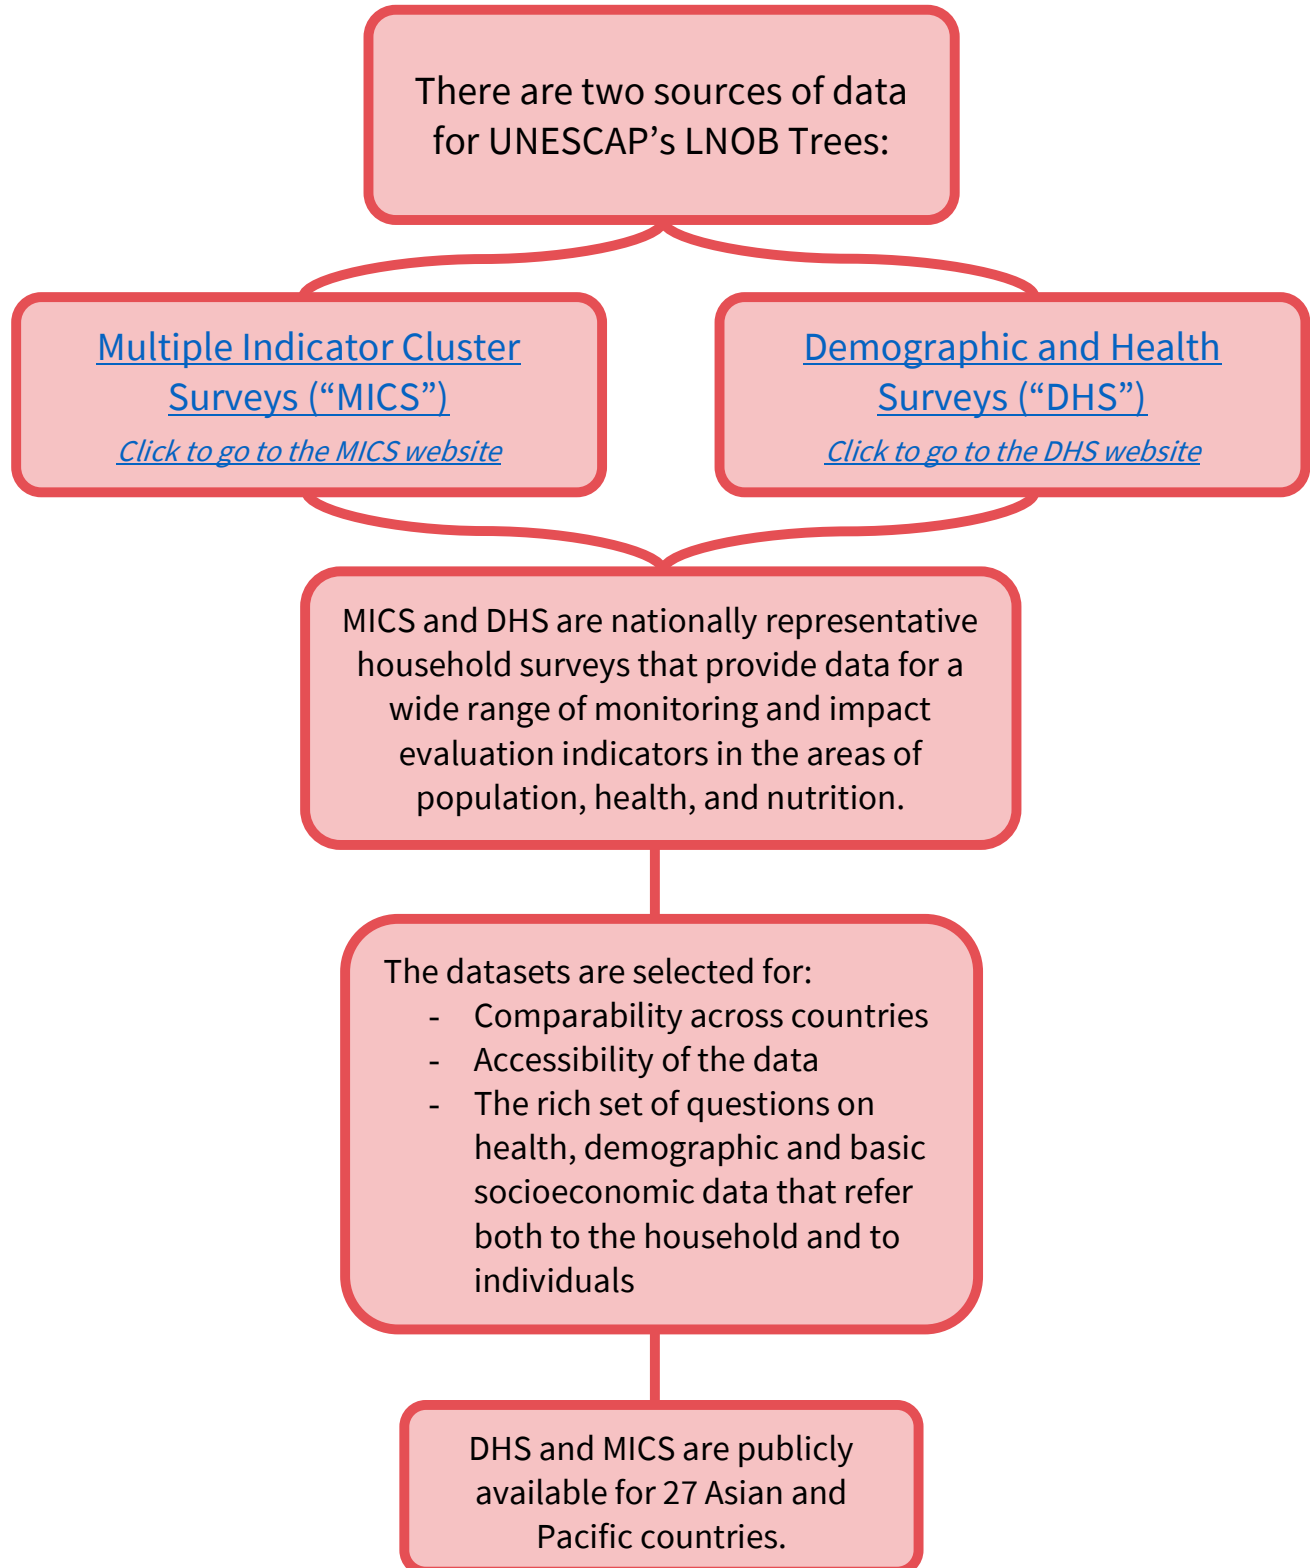 There are two sources of data
for UNESCAP’s LNOB Trees:
Multiple Indicator Cluster
Surveys (“MICS”)
Click to go to the MICS website
Demographic and Health
Surveys (“DHS”)
Click to go to the DHS website
MICS and DHS are nationally representative
household surveys that provide data for a
wide range of monitoring and impact
evaluation indicators in the areas of
population, health, and nutrition.
The datasets are selected for:
- Comparability across countries
- Accessibility of the data
- The rich set of questions on
health, demographic and basic
socioeconomic data that refer
both to the household and to
individuals
DHS and MICS are publicly
available for 27 Asian and
Pacific countries.